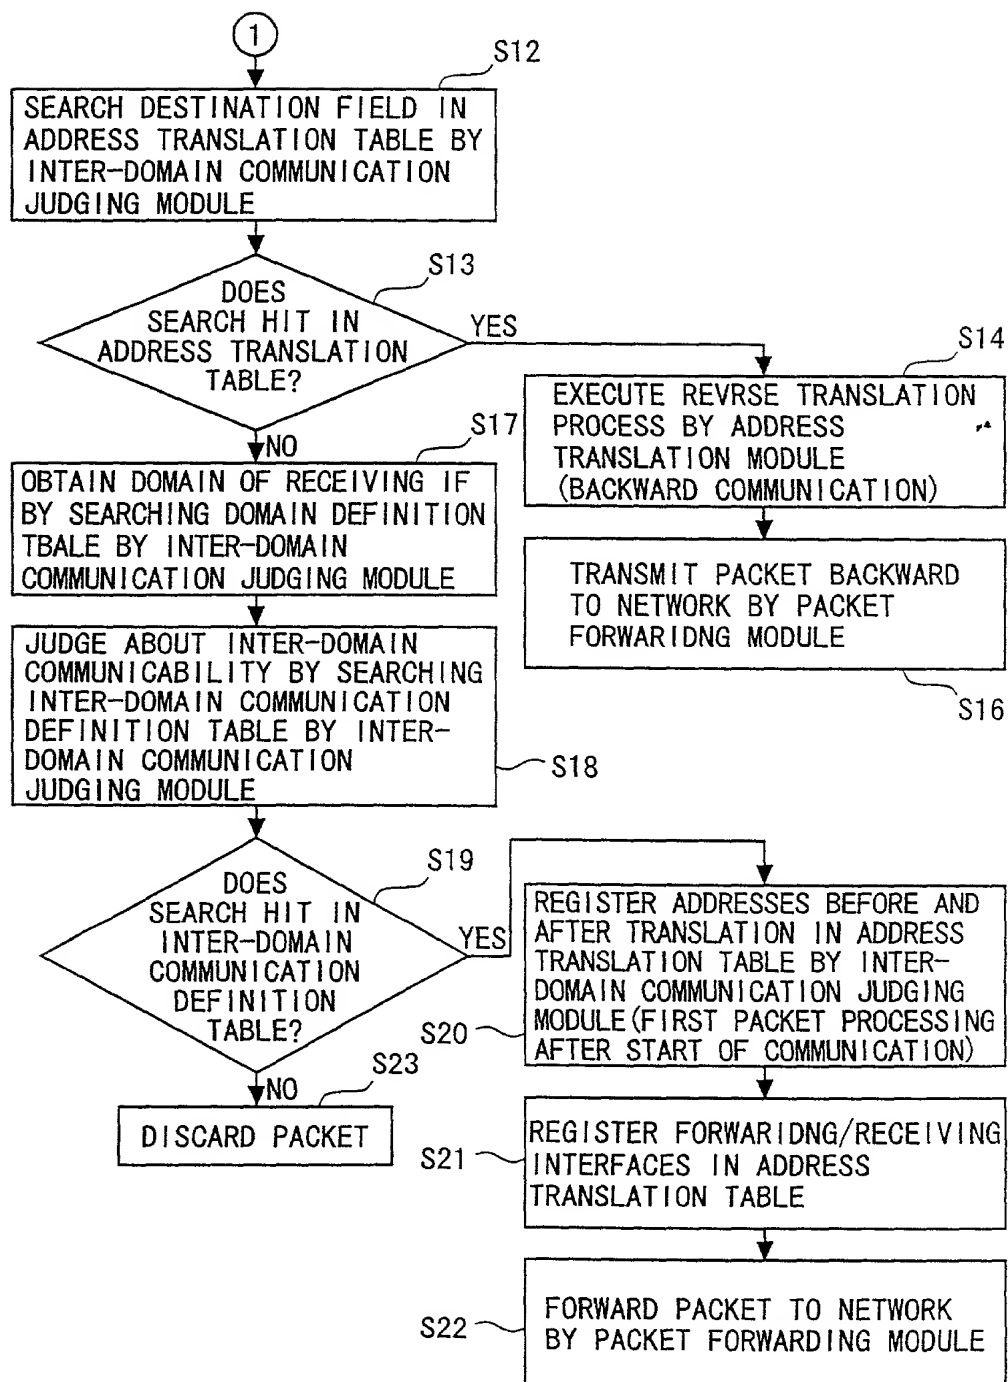 1
S12
SEARCH DESTINATION FIELD IN
ADDRESS TRANSLATION TABLE BY
INTER-DOMAIN COMMUNICATION
JUDGING MODULE
S13
DOES
SEARCH HIT IN
ADDRESS TRANSLATION
TABLE?
YES
S14
EXECUTE REVRSE TRANSLATION
PROCESS BY ADDRESS
TRANSLATION MODULE
(BACKWARD COMMUNICATION)
TRANSMIT PACKET BACKWARD
TO NETWORK BY PACKET
FORWARIDNG MODULE
S16
NO
S17
OBTAIN DOMAIN OF RECEIVING IF
BY SEARCHING DOMAIN DEFINITION
TBALE BY INTER-DOMAIN
COMMUNICATION JUDGING MODULE
JUDGE ABOUT INTER-DOMAIN
COMMUNICABILITY BY SEARCHING
INTER-DOMAIN COMMUNICATION
DEFINITION TABLE BY INTER-
DOMAIN COMMUNICATION
JUDGING MODULE
S18
S19
DOES
SEARCH HIT IN
INTER-DOMAIN
COMMUNICATION
DEFINITION
TABLE?
YES
NO
S23
DISCARD PACKET
REGISTER ADDRESSES BEFORE AND
AFTER TRANSLATION IN ADDRESS
TRANSLATION TABLE BY INTER-
DOMAIN COMMUNICATION JUDGING
MODULE(FIRST PACKET PROCESSING
AFTER START OF COMMUNICATION)
S20
REGISTER FORWARIDNG/RECEIVING
INTERFACES IN ADDRESS
TRANSLATION TABLE
S21
FORWARD PACKET TO NETWORK
BY PACKET FORWARDING MODULE
S22